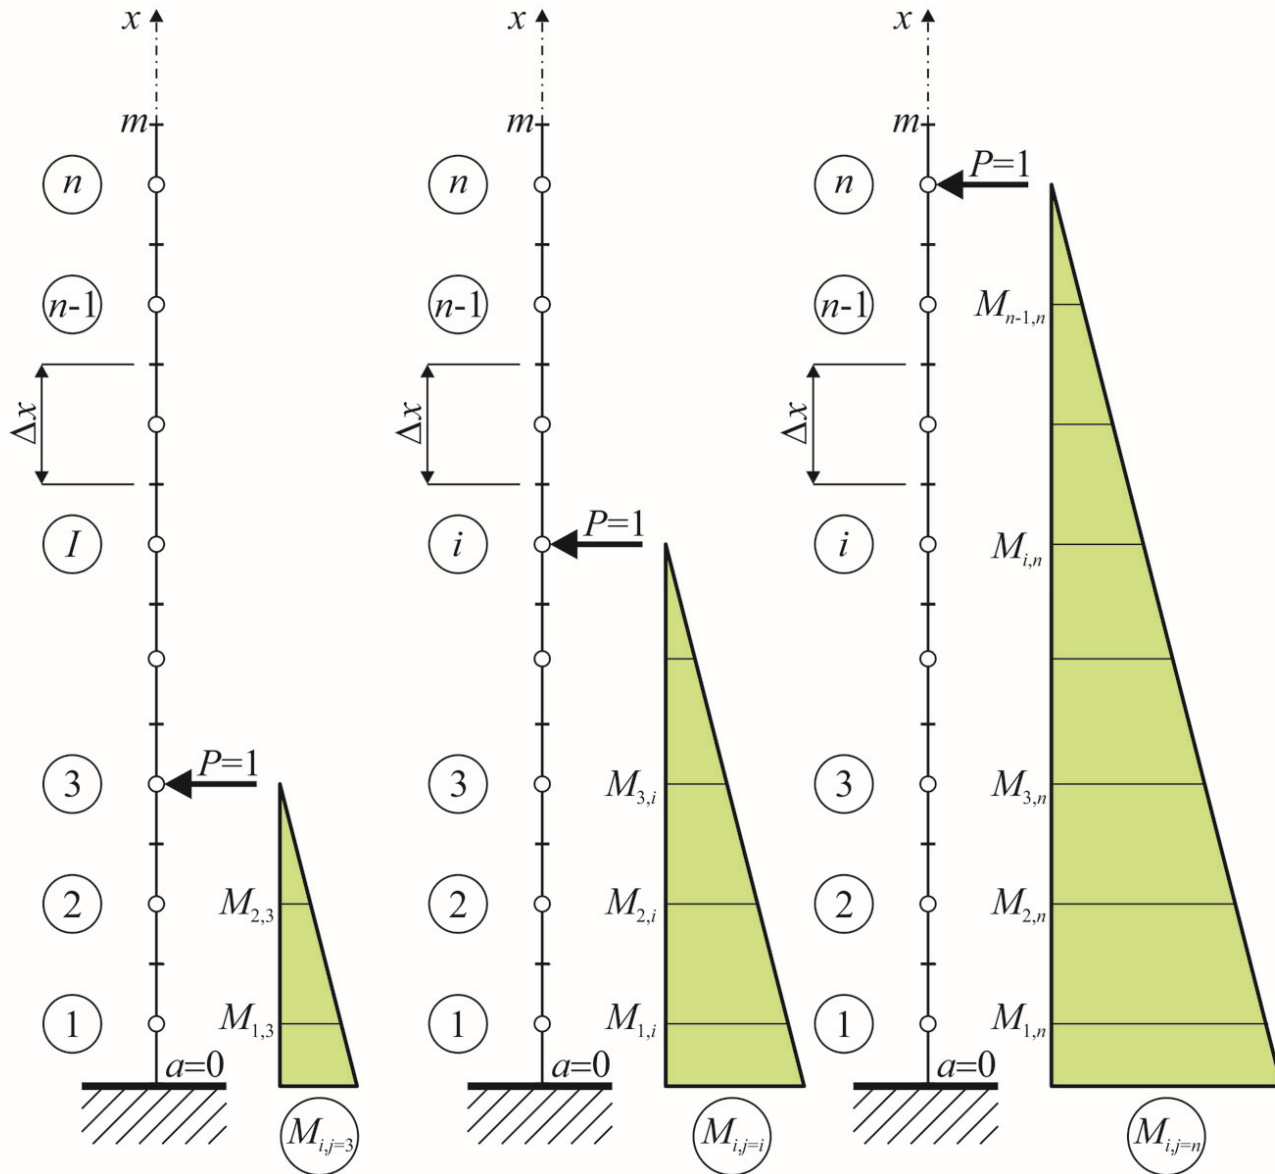 x
m
n
n-1
Δx
I
3
P=1
2
M2,3
1
M1,3
a=0
Mi,j=3
x
m
n
n-1
Δx
i
P=1
3
M3,i
2
M2,i
1
M1,i
a=0
Mi,j=i
x
m
n
P=1
n-1
Mn-1,n
Δx
i
Mi,n
3
M3,n
2
M2,n
1
M1,n
a=0
Mi,j=n